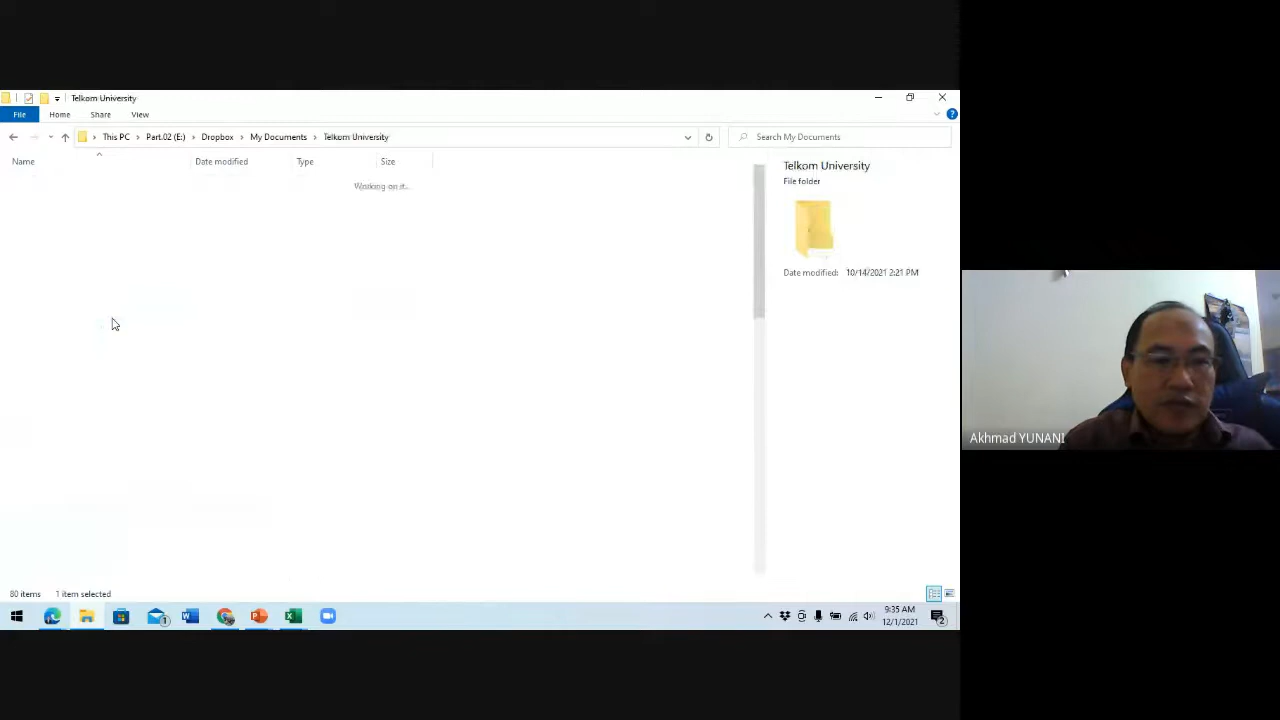 Telkom University
File Home Share View
This PC > Part.02 (E:) > Dropbox > My Documents > Telkom University
Search My Documents
Name Date modified Type Size
Working on it...
Telkom University
File folder
Date modified: 10/14/2021 2:21 PM
Akhmad YUNANI
80 items 1 item selected
9:35 AM
12/1/2021